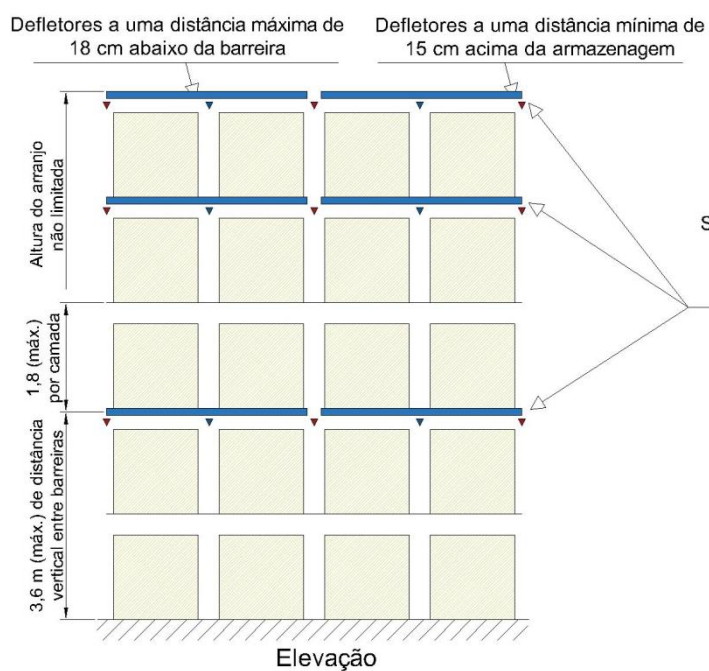 Defletores a uma distância máxima de
18 cm abaixo da barreira
Defletores a uma distância mínima de
15 cm acima da armazenagem
Altura do arranjo
não limitada
S
1,8 (máx.)
por camada
3,6 m (máx.) de distância
vertical entre barreiras
Elevação